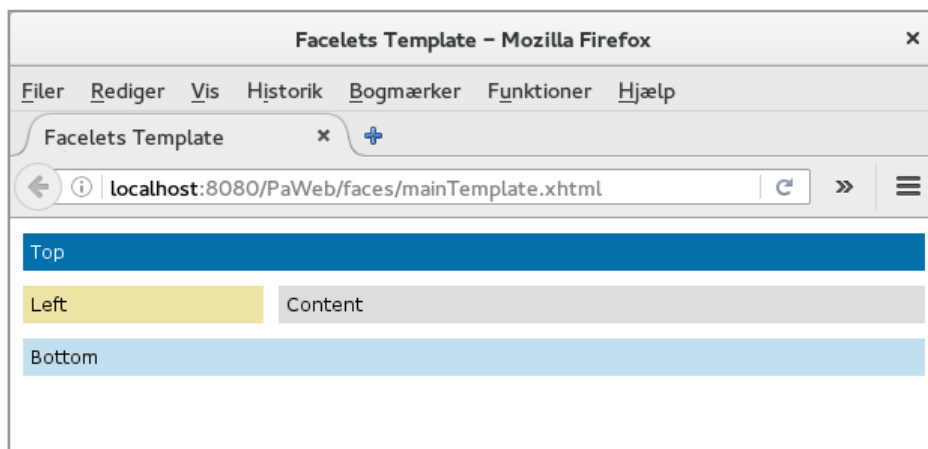 Facelets Template – Mozilla Firefox
Filer Rediger Vis Historik Bogmærker Funktioner Hjælp
Facelets Template
localhost:8080/PaWeb/faces/mainTemplate.xhtml
Top
Left Content
Bottom